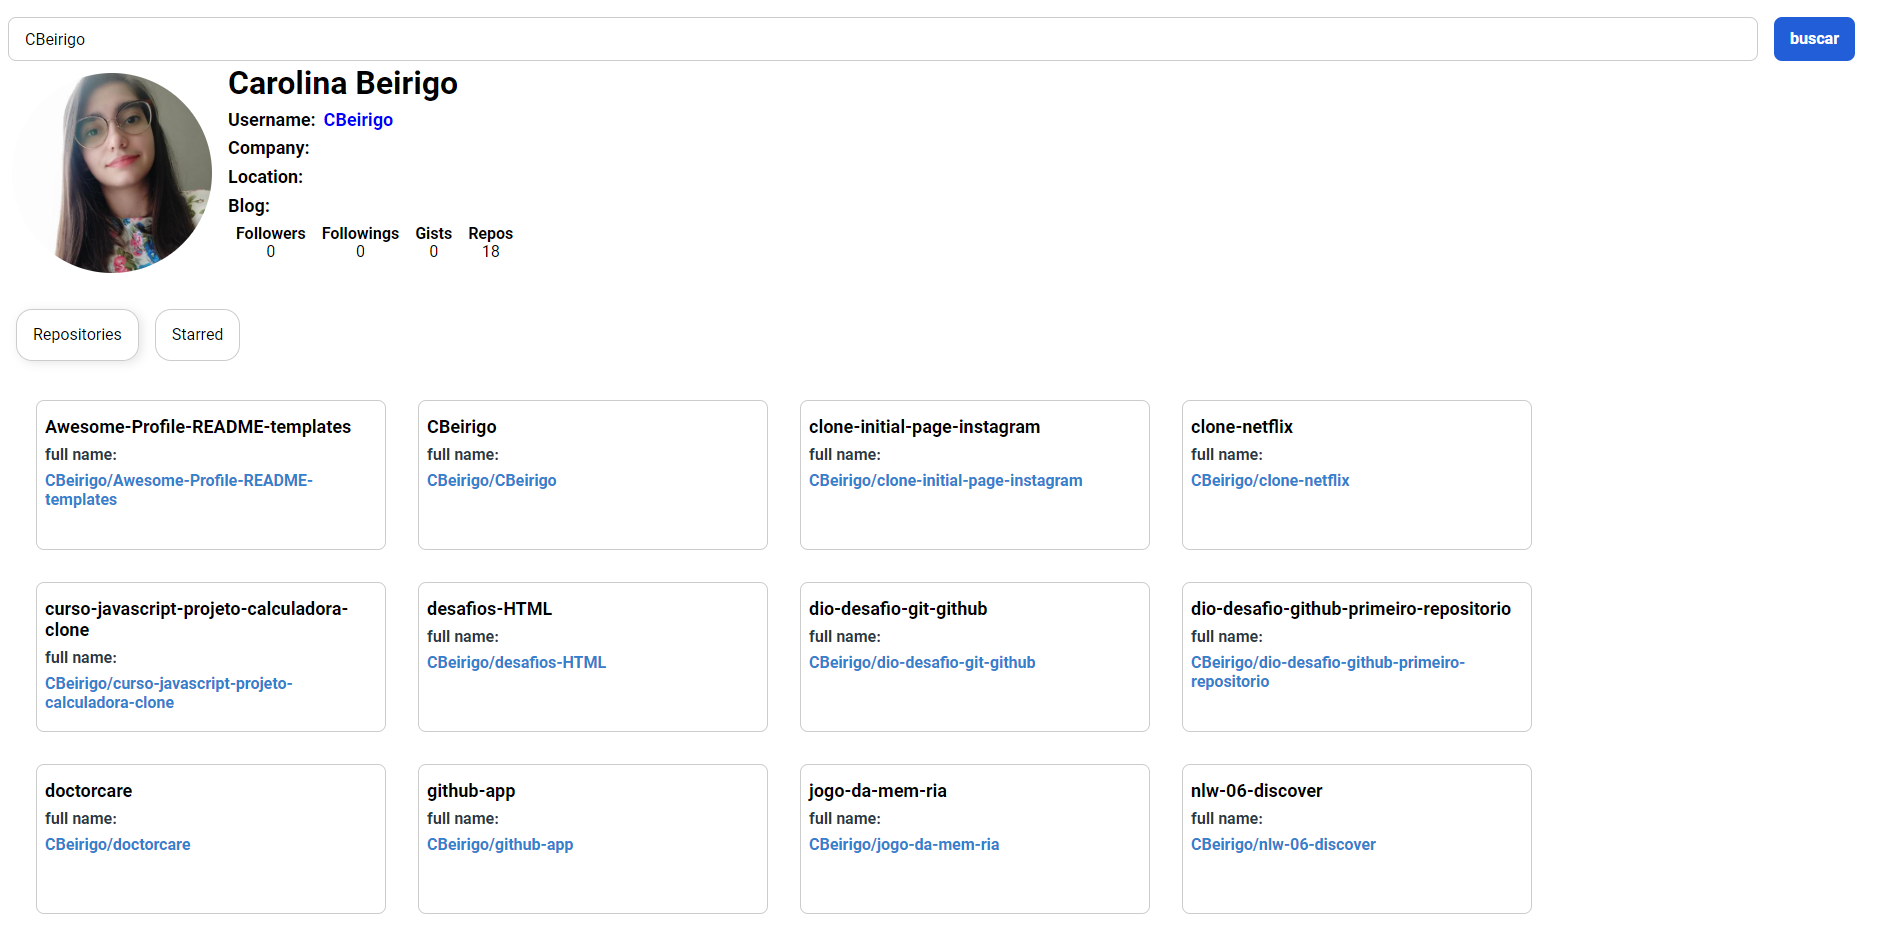 CBeirigo
buscar
Carolina Beirigo
Username: CBeirigo
Company:
Location:
Blog:
Followers Followings Gists Repos
0 0 0 18
Repositories Starred
Awesome-Profile-README-templates
full name:
CBeirigo/Awesome-Profile-README-
templates
CBeirigo
full name:
CBeirigo/CBeirigo
clone-initial-page-instagram
full name:
CBeirigo/clone-initial-page-instagram
clone-netflix
full name:
CBeirigo/clone-netflix
curso-javascript-projeto-calculadora-
clone
full name:
CBeirigo/curso-javascript-projeto-
calculadora-clone
desafios-HTML
full name:
CBeirigo/desafios-HTML
dio-desafio-git-github
full name:
CBeirigo/dio-desafio-git-github
dio-desafio-github-primeiro-repositorio
full name:
CBeirigo/dio-desafio-github-primeiro-
repositorio
doctorcare
full name:
CBeirigo/doctorcare
github-app
full name:
CBeirigo/github-app
jogo-da-mem-ria
full name:
CBeirigo/jogo-da-mem-ria
nlw-06-discover
full name:
CBeirigo/nlw-06-discover